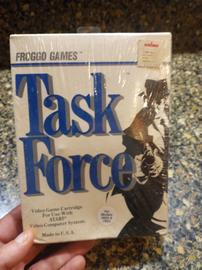 FROGGO GAMES™
Task
Force
Video Game Cartridge
For Use With
ATARI®
Video Computer System
Made in U.S.A.